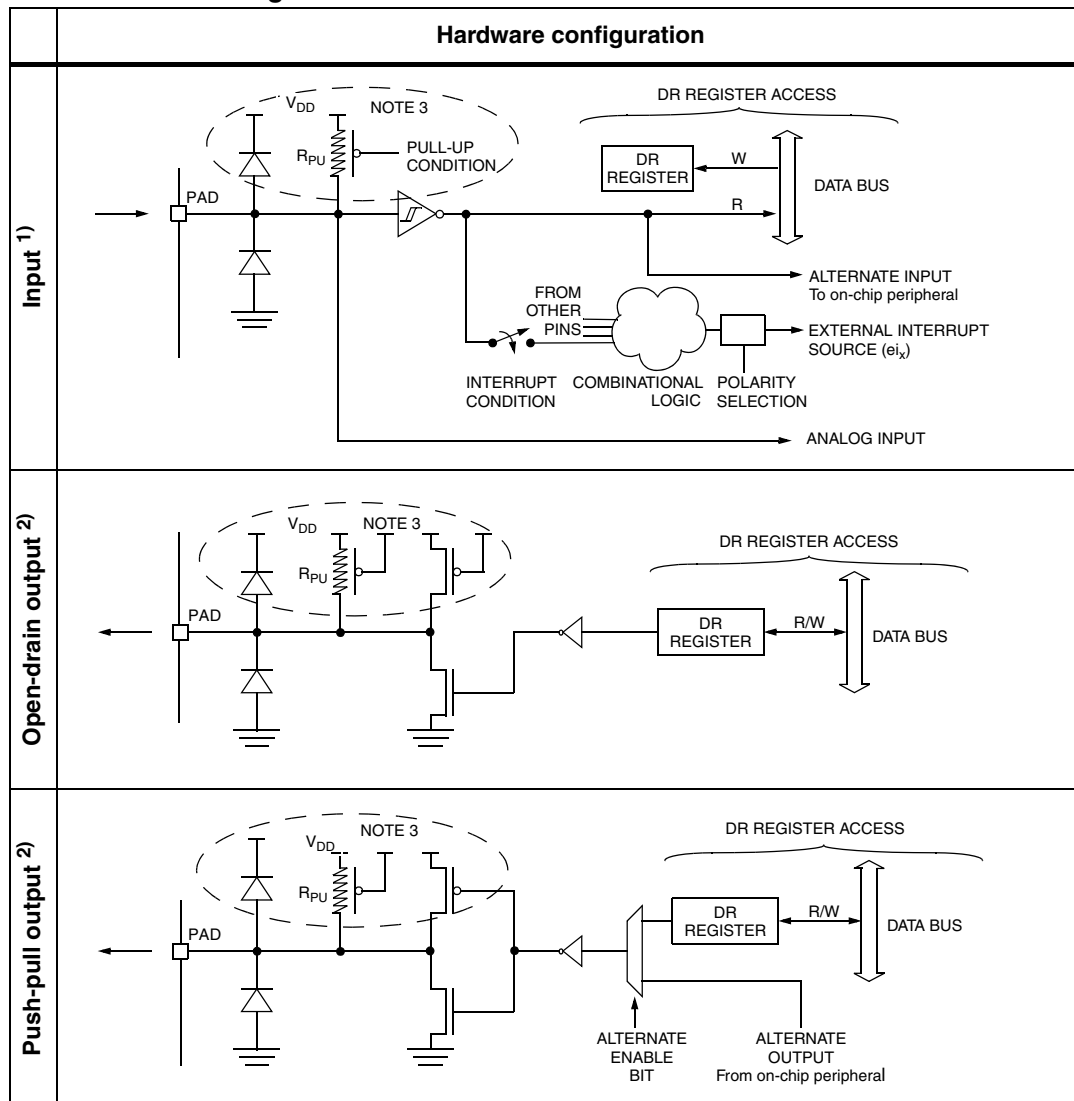 Hardware configuration
Input 1)
DR REGISTER ACCESS
VDD
NOTE 3
RPU
PULL-UP
CONDITION
PAD
DR
REGISTER
W
R
DATA BUS
ALTERNATE INPUT
To on-chip peripheral
FROM
OTHER
PINS
EXTERNAL INTERRUPT
SOURCE (eix)
INTERRUPT
CONDITION
COMBINATIONAL
LOGIC
POLARITY
SELECTION
ANALOG INPUT
Open-drain output 2)
VDD
NOTE 3
RPU
PAD
DR REGISTER ACCESS
DR
REGISTER
R/W
DATA BUS
Push-pull output 2)
NOTE 3
VDD
RPU
PAD
DR REGISTER ACCESS
DR
REGISTER
R/W
DATA BUS
ALTERNATE
ENABLE
BIT
ALTERNATE
OUTPUT
From on-chip peripheral